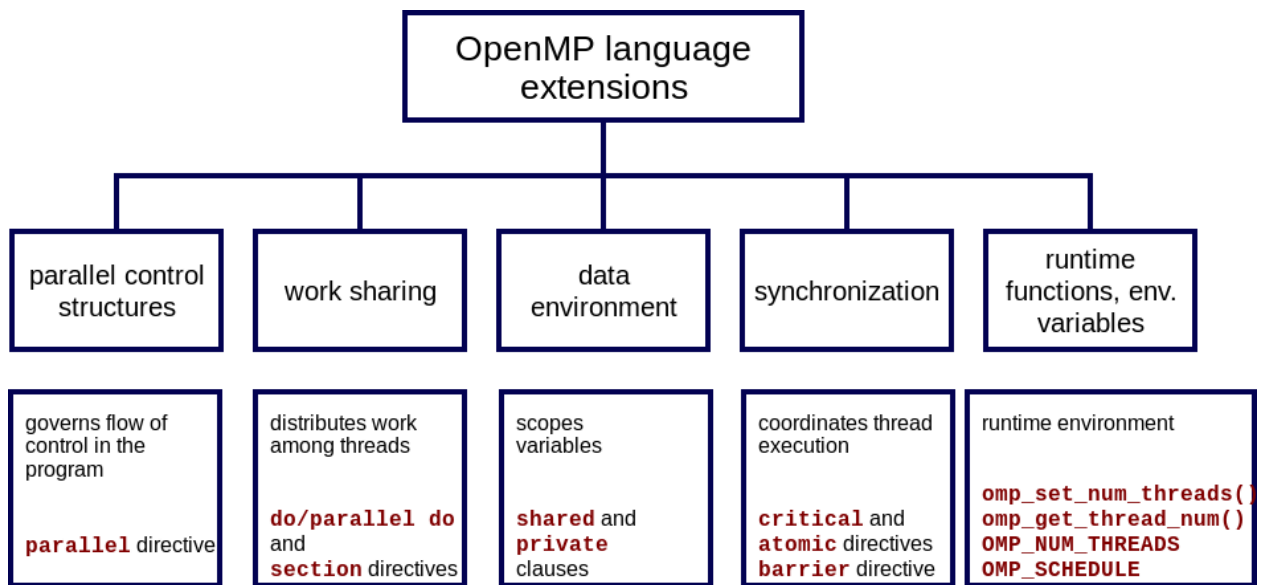 OpenMP language
extensions
parallel control
structures
work sharing
data
environment
synchronization
runtime
functions, env.
variables
governs flow of
control in the
program
parallel directive
distributes work
among threads
do/parallel do
and
section directives
scopes
variables
shared and
private
clauses
coordinates thread
execution
critical and
atomic directives
barrier directive
runtime environment
omp_set_num_threads()
omp_get_thread_num()
OMP_NUM_THREADS
OMP_SCHEDULE